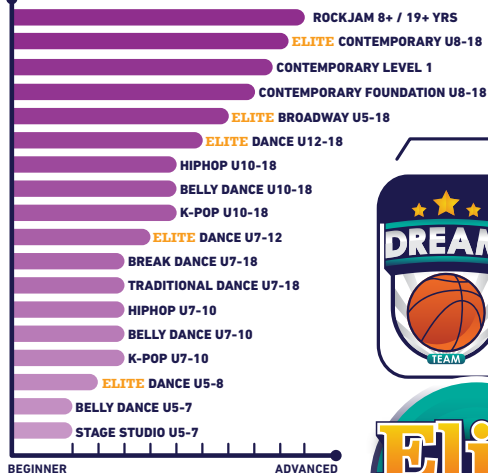 ROCKJAM 8+ / 19+ YRS
ELITE CONTEMPORARY U8-18
CONTEMPORARY LEVEL 1
CONTEMPORARY FOUNDATION U8-18
ELITE BROADWAY U5-18
ELITE DANCE U12-18
HIPHOP U10-18
BELLY DANCE U10-18
K-POP U10-18
ELITE DANCE U7-12
BREAK DANCE U7-18
TRADITIONAL DANCE U7-18
HIPHOP U7-10
BELLY DANCE U7-10
K-POP U7-10
ELITE DANCE U5-8
BELLY DANCE U5-7
STAGE STUDIO U5-7
BEGINNER ADVANCED
DREAM
TEAM
Eli